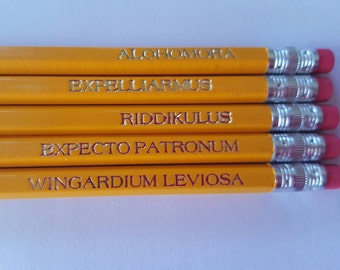 ALOHOMORA
EXPELLIARMUS
RIDDIKULUS
EXPECTO PATRONUM
WINGARDIUM LEVIOSA